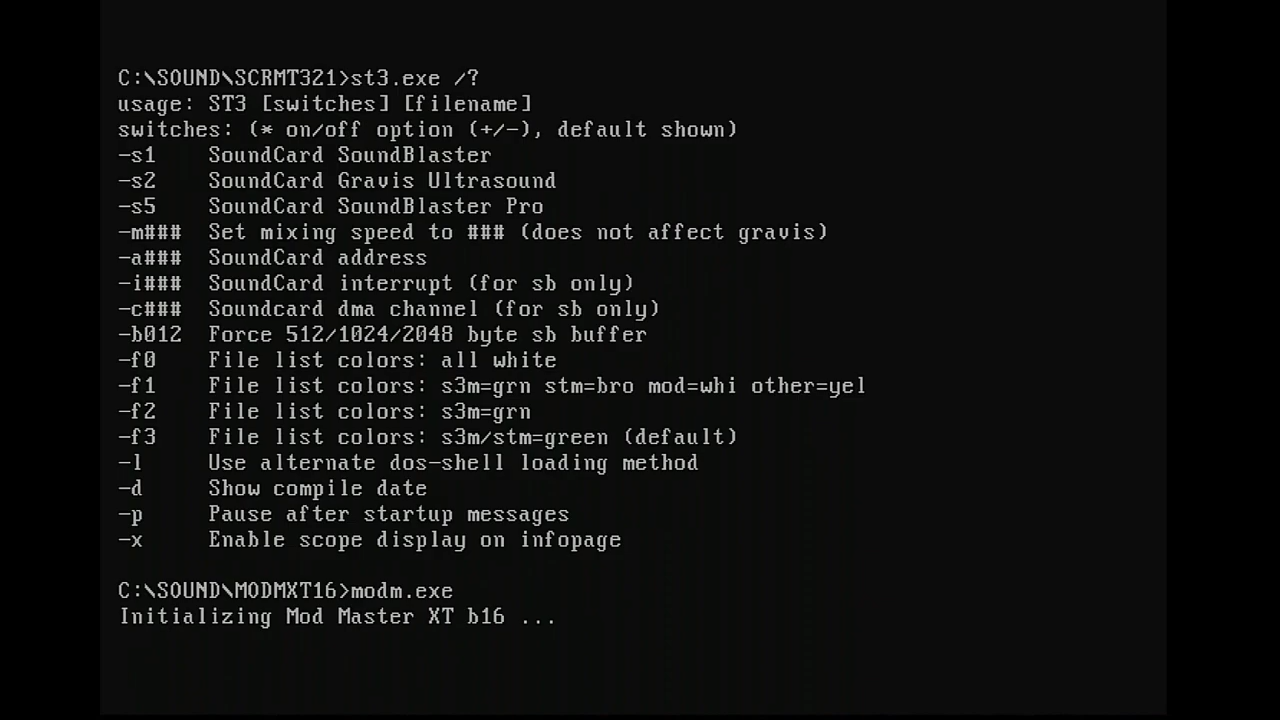 C:\SOUND\SCRMT321>st3.exe /?
usage: ST3 [switches] [filename]
switches: (* on/off option (+/-), default shown)
-s1    SoundCard SoundBlaster
-s2    SoundCard Gravis Ultrasound
-s5    SoundCard SoundBlaster Pro
-m###  Set mixing speed to ### (does not affect gravis)
-a###  SoundCard address
-i###  SoundCard interrupt (for sb only)
-c###  Soundcard dma channel (for sb only)
-b012  Force 512/1024/2048 byte sb buffer
-f0    File list colors: all white
-f1    File list colors: s3m=grn stm=bro mod=whi other=yel
-f2    File list colors: s3m=grn
-f3    File list colors: s3m/stm=green (default)
-l     Use alternate dos-shell loading method
-d     Show compile date
-p     Pause after startup messages
-x     Enable scope display on infopage
C:\SOUND\MODMXT16>modm.exe
Initializing Mod Master XT b16 ...